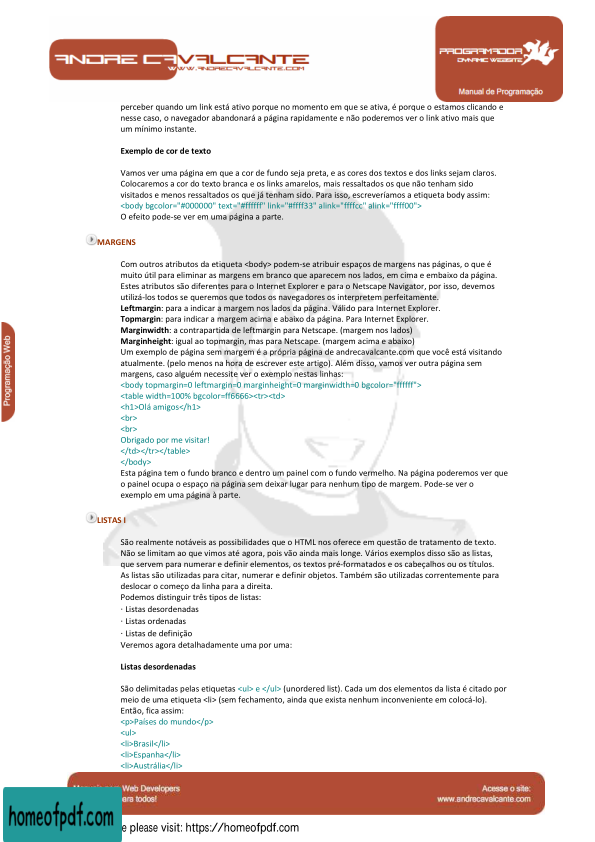 ANDRE CAVALCANTE
WWW.ANDRECAVALCANTE.COM
PROGRAMADOR
DYNAMIC WEBSITE
Manual de Programação
perceber quando um link está ativo porque no momento em que se ativa, é porque o estamos clicando e
nesse caso, o navegador abandonará a página rapidamente e não poderemos ver o link ativo mais que
um mínimo instante.
Exemplo de cor de texto
Vamos ver uma página em que a cor de fundo seja preta, e as cores dos textos e dos links sejam claros.
Colocaremos a cor do texto branca e os links amarelos, mais ressaltados os que não tenham sido
visitados e menos ressaltados os que já tenham sido. Para isso, escreveríamos a etiqueta body assim:
<body bgcolor="#000000" text="#ffffff" link="#ffff33" alink="ffffcc" alink="ffff00">
O efeito pode-se ver em uma página a parte.
MARGENS
Com outros atributos da etiqueta <body> podem-se atribuir espaços de margens nas páginas, o que é
muito útil para eliminar as margens em branco que aparecem nos lados, em cima e embaixo da página.
Estes atributos são diferentes para o Internet Explorer e para o Netscape Navigator, por isso, devemos
utilizá-los todos se queremos que todos os navegadores os interpretem perfeitamente.
Leftmargin: para a indicar a margem nos lados da página. Válido para Internet Explorer.
Topmargin: para indicar a margem acima e abaixo da página. Para Internet Explorer.
Marginwidth: a contrapartida de leftmargin para Netscape. (margem nos lados)
Marginheight: igual ao topmargin, mas para Netscape. (margem acima e abaixo)
Um exemplo de página sem margem é a própria página de andrecavalcante.com que você está visitando
atualmente. (pelo menos na hora de escrever este artigo). Além disso, vamos ver outra página sem
margens, caso alguém necessite ver o exemplo nestas linhas:
<body topmargin=0 leftmargin=0 marginheight=0 marginwidth=0 bgcolor="ffffff">
<table width=100% bgcolor=ff6666><tr><td>
<h1>Olá amigos</h1>
<br>
<br>
Obrigado por me visitar!
</td></tr></table>
</body>
Esta página tem o fundo branco e dentro um painel com o fundo vermelho. Na página poderemos ver que
o painel ocupa o espaço na página sem deixar lugar para nenhum tipo de margem. Pode-se ver o
exemplo em uma página à parte.
Programação Web
LISTAS I
São realmente notáveis as possibilidades que o HTML nos oferece em questão de tratamento de texto.
Não se limitam ao que vimos até agora, pois vão ainda mais longe. Vários exemplos disso são as listas,
que servem para numerar e definir elementos, os textos pré-formatados e os cabeçalhos ou os títulos.
As listas são utilizadas para citar, numerar e definir objetos. Também são utilizadas correntemente para
deslocar o começo da linha para a direita.
Podemos distinguir três tipos de listas:
· Listas desordenadas
· Listas ordenadas
· Listas de definição
Veremos agora detalhadamente uma por uma:
Listas desordenadas
São delimitadas pelas etiquetas <ul> e </ul> (unordered list). Cada um dos elementos da lista é citado por
meio de uma etiqueta <li> (sem fechamento, ainda que exista nenhum inconveniente em colocá-lo).
Então, fica assim:
<p>Países do mundo</p>
<ul>
<li>Brasil</li>
<li>Espanha</li>
<li>Austrália</li>
Web Developers
para todos!
Acesse o site:
www.andrecavalcante.com
homeofpdf.com
e please visit: https://homeofpdf.com